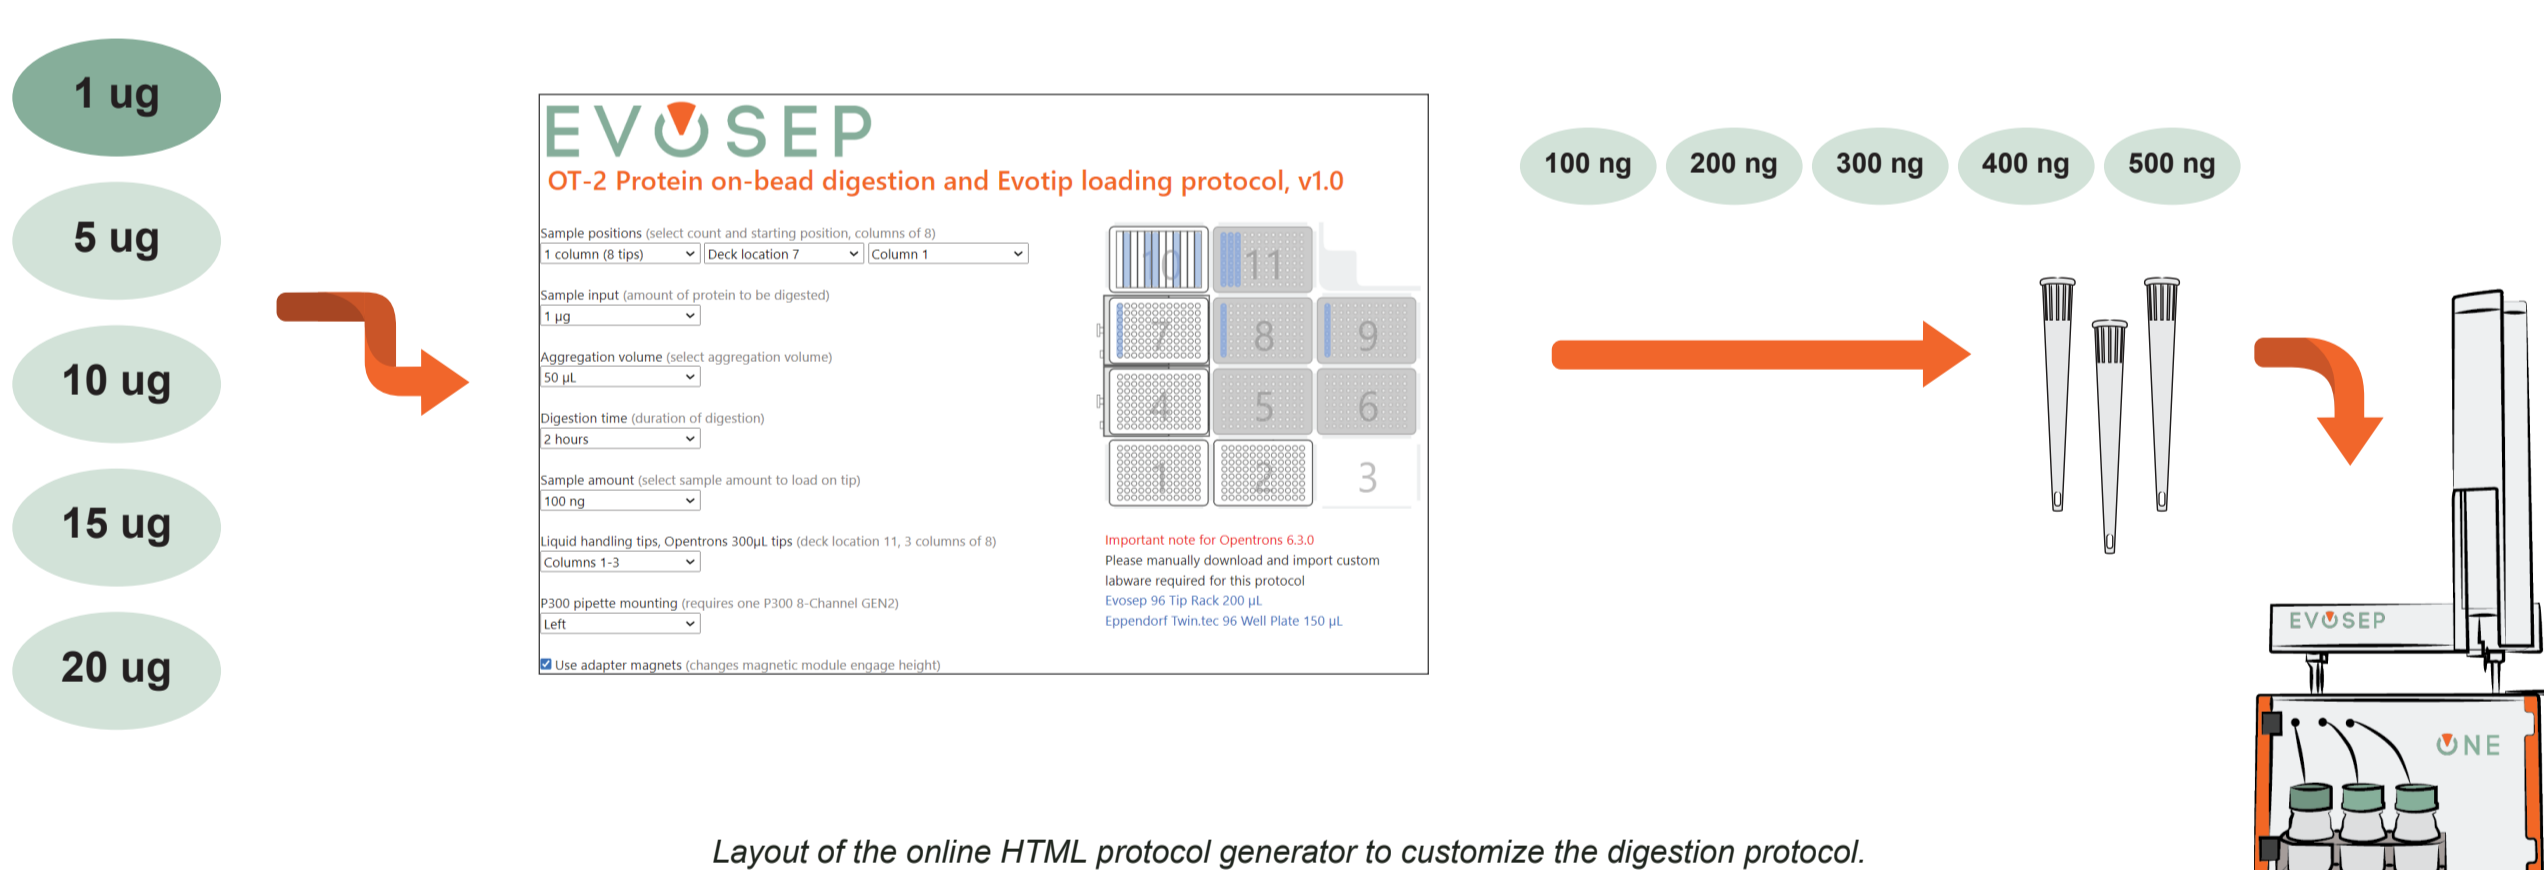 1 ug
5 ug
10 ug
15 ug
20 ug
EVOSEP
OT-2 Protein on-bead digestion and Evotip loading protocol, v1.0
Sample positions (select count and starting position, columns of 8)
1 column (8 tips) Deck location 7 Column 1
Sample input (amount of protein to be digested)
1 µg
Aggregation volume (select aggregation volume)
50 µL
Digestion time (duration of digestion)
2 hours
Sample amount (select sample amount to load on tip)
100 ng
Liquid handling tips, Opentrons 300µL tips (deck location 11, 3 columns of 8)
Columns 1-3
P300 pipette mounting (requires one P300 8-Channel GEN2)
Left
Use adapter magnets (changes magnetic module engage height)
10 11
7 8 9
4 5 6
1 2 3
Important note for Opentrons 6.3.0
Please manually download and import custom
labware required for this protocol
Evosep 96 Tip Rack 200 µL
Eppendorf Twin.tec 96 Well Plate 150 µL
100 ng 200 ng 300 ng 400 ng 500 ng
EVOSEP
ONE
Layout of the online HTML protocol generator to customize the digestion protocol.